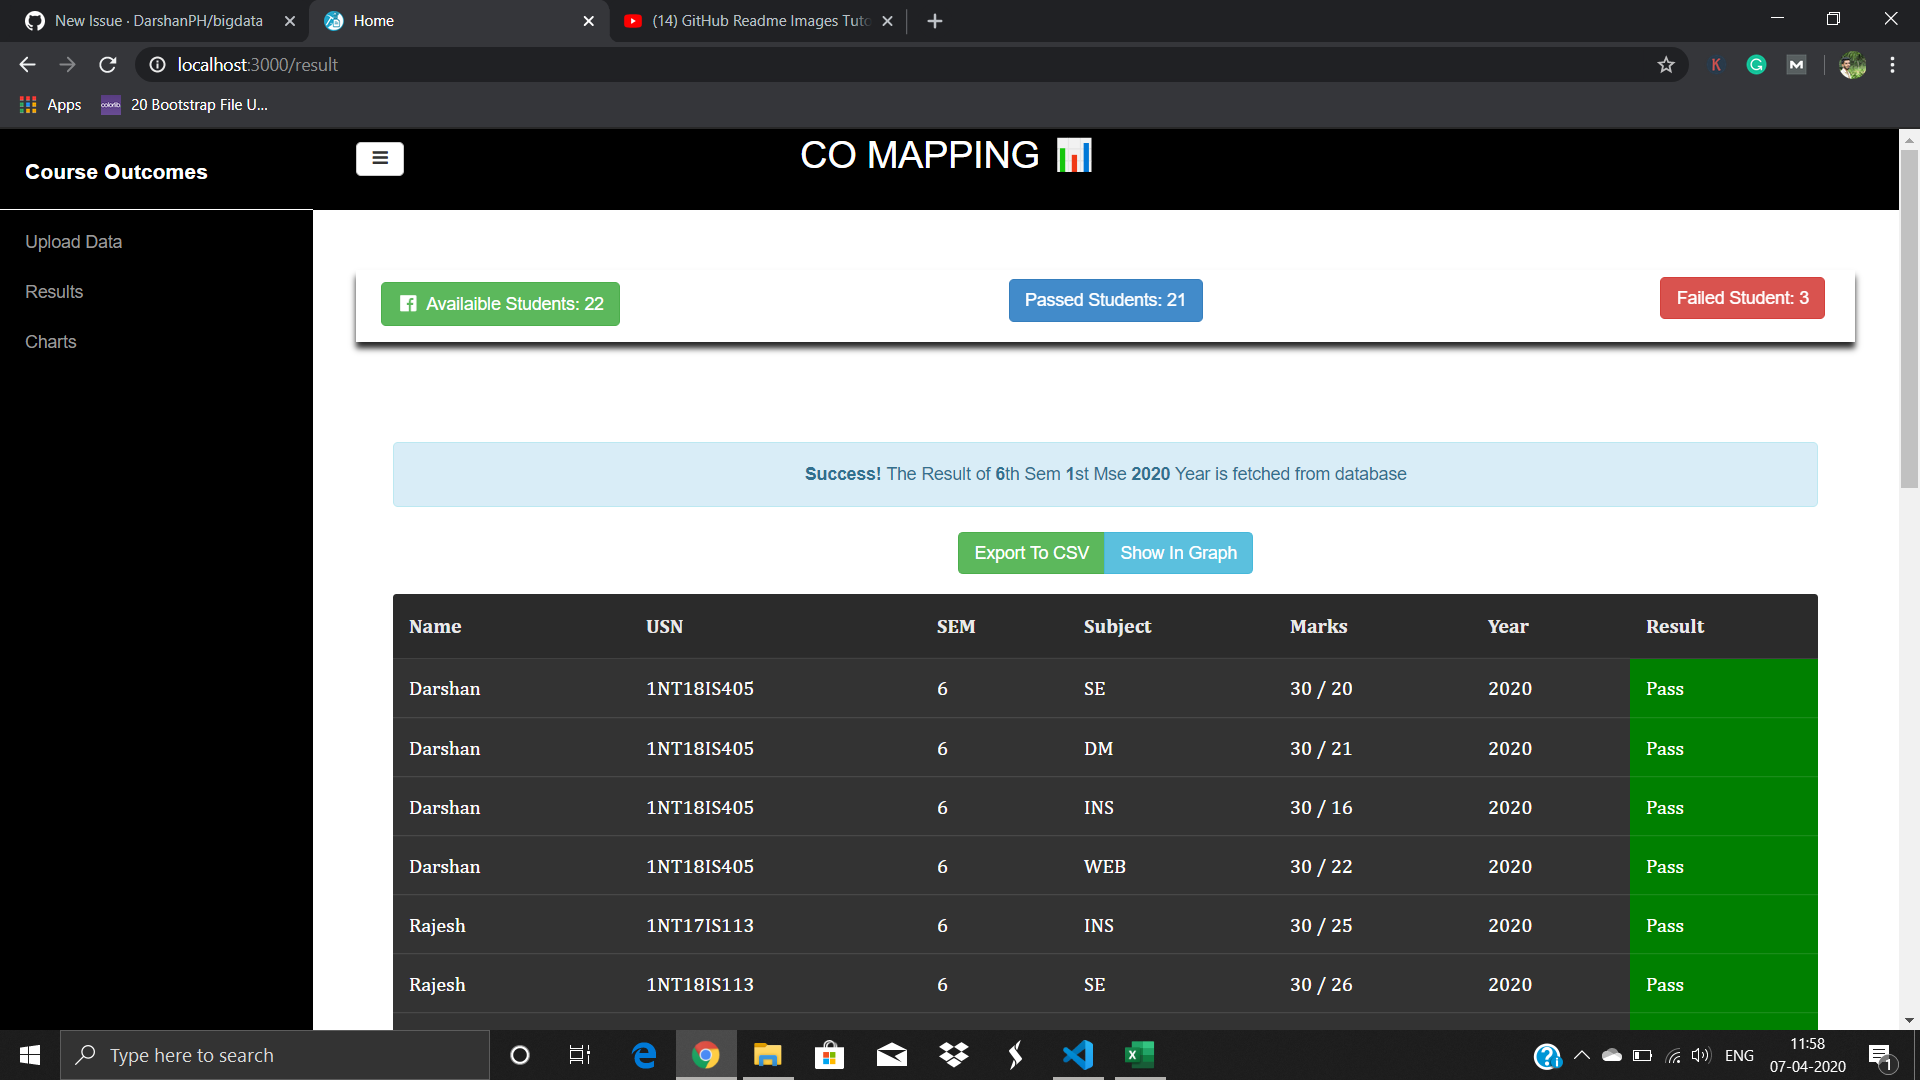 New Issue · DarshanPH/bigdata
Home
(14) GitHub Readme Images Tuto
localhost:3000/result
K
G
M
Apps
colorlib
20 Bootstrap File U...
Course Outcomes
CO MAPPING
Upload Data
Results
Charts
Availaible Students: 22
Passed Students: 21
Failed Student: 3
Success! The Result of 6th Sem 1st Mse 2020 Year is fetched from database
Export To CSV
Show In Graph
Name USN SEM Subject Marks Year Result
Darshan 1NT18IS405 6 SE 30 / 20 2020 Pass
Darshan 1NT18IS405 6 DM 30 / 21 2020 Pass
Darshan 1NT18IS405 6 INS 30 / 16 2020 Pass
Darshan 1NT18IS405 6 WEB 30 / 22 2020 Pass
Rajesh 1NT17IS113 6 INS 30 / 25 2020 Pass
Rajesh 1NT18IS113 6 SE 30 / 26 2020 Pass
Type here to search
ENG
11:58
07-04-2020
1